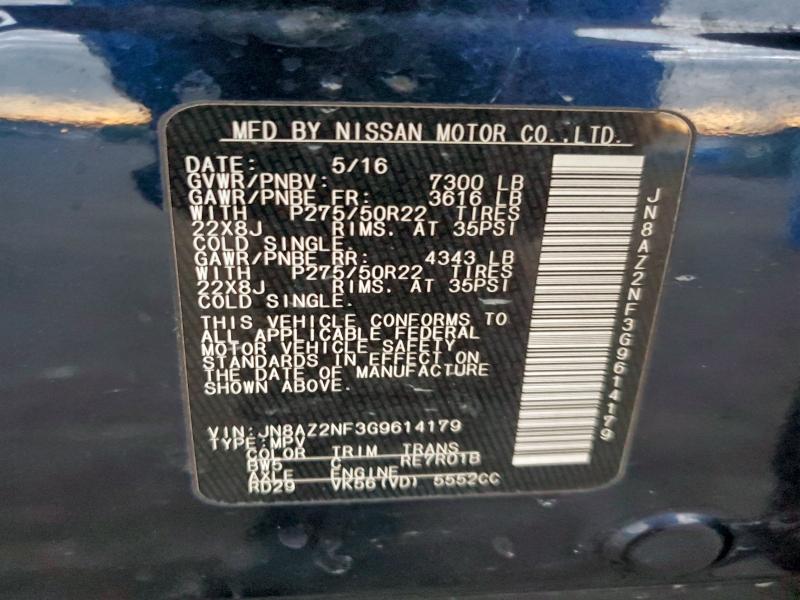 MFD BY NISSAN MOTOR CO.,LTD.
DATE: 5/16
GVWR/PNBV: 7300 LB
GAWR/PNBE FR: 3616 LB
WITH P275/50R22 TIRES
22X8J RIMS. AT 35PSI
COLD SINGLE.
GAWR/PNBE RR: 4343 LB
WITH P275/50R22 TIRES
22X8J RIMS. AT 35PSI
COLD SINGLE.
THIS VEHICLE CONFORMS TO
ALL APPLICABLE FEDERAL
MOTOR VEHICLE SAFETY
STANDARDS IN EFFECT ON
THE DATE OF MANUFACTURE
SHOWN ABOVE.
VIN:JN8AZ2NF3G9614179
TYPE:MPV
COLOR TRIM TRANS
BW5 C RE7R01B
AXLE ENGINE
RD29 VK56(VD) 5552CC
JN8AZ2NF3G9614179